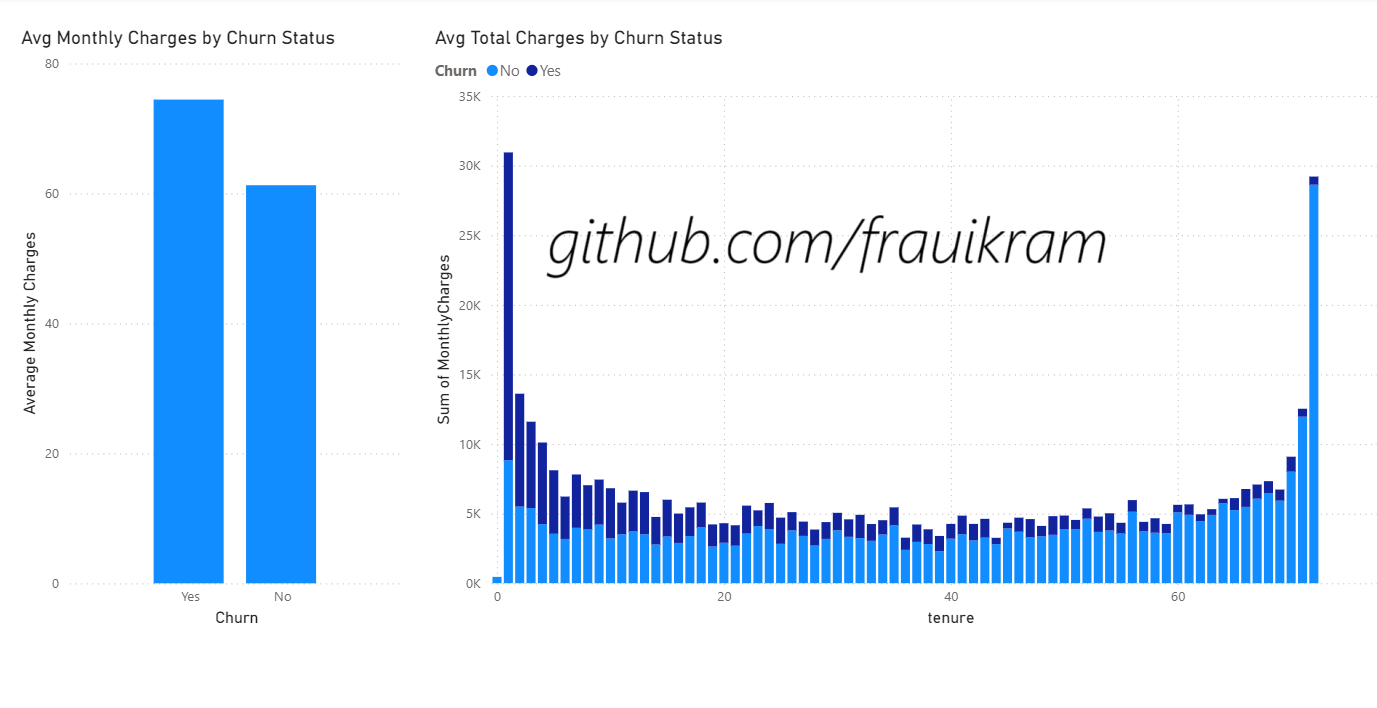 Avg Monthly Charges by Churn Status
80
60
40
20
0
Average Monthly Charges
Yes No
Churn
Avg Total Charges by Churn Status
Churn No Yes
35K
30K
25K
20K
15K
10K
5K
0K
Sum of MonthlyCharges
github.com/frauikram
0 20 40 60
tenure